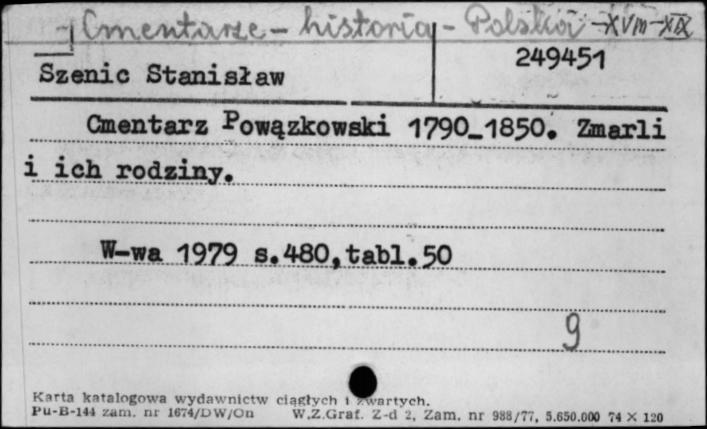 Cmentarze - historia - Polska - XVIII-XIX
249451
Szenic Stanisław
Cmentarz Powązkowski 1790-1850. Zmarli
i ich rodziny.
W-wa 1979 s.480,tabl.50
9
Karta katalogowa wydawnictw ciągłych i zwartych.
Pu-B-144 zam. nr 1674/DW/On W.Z.Graf. Z-d 2, Zam. nr 988/77, 5.650.000 74 X 120